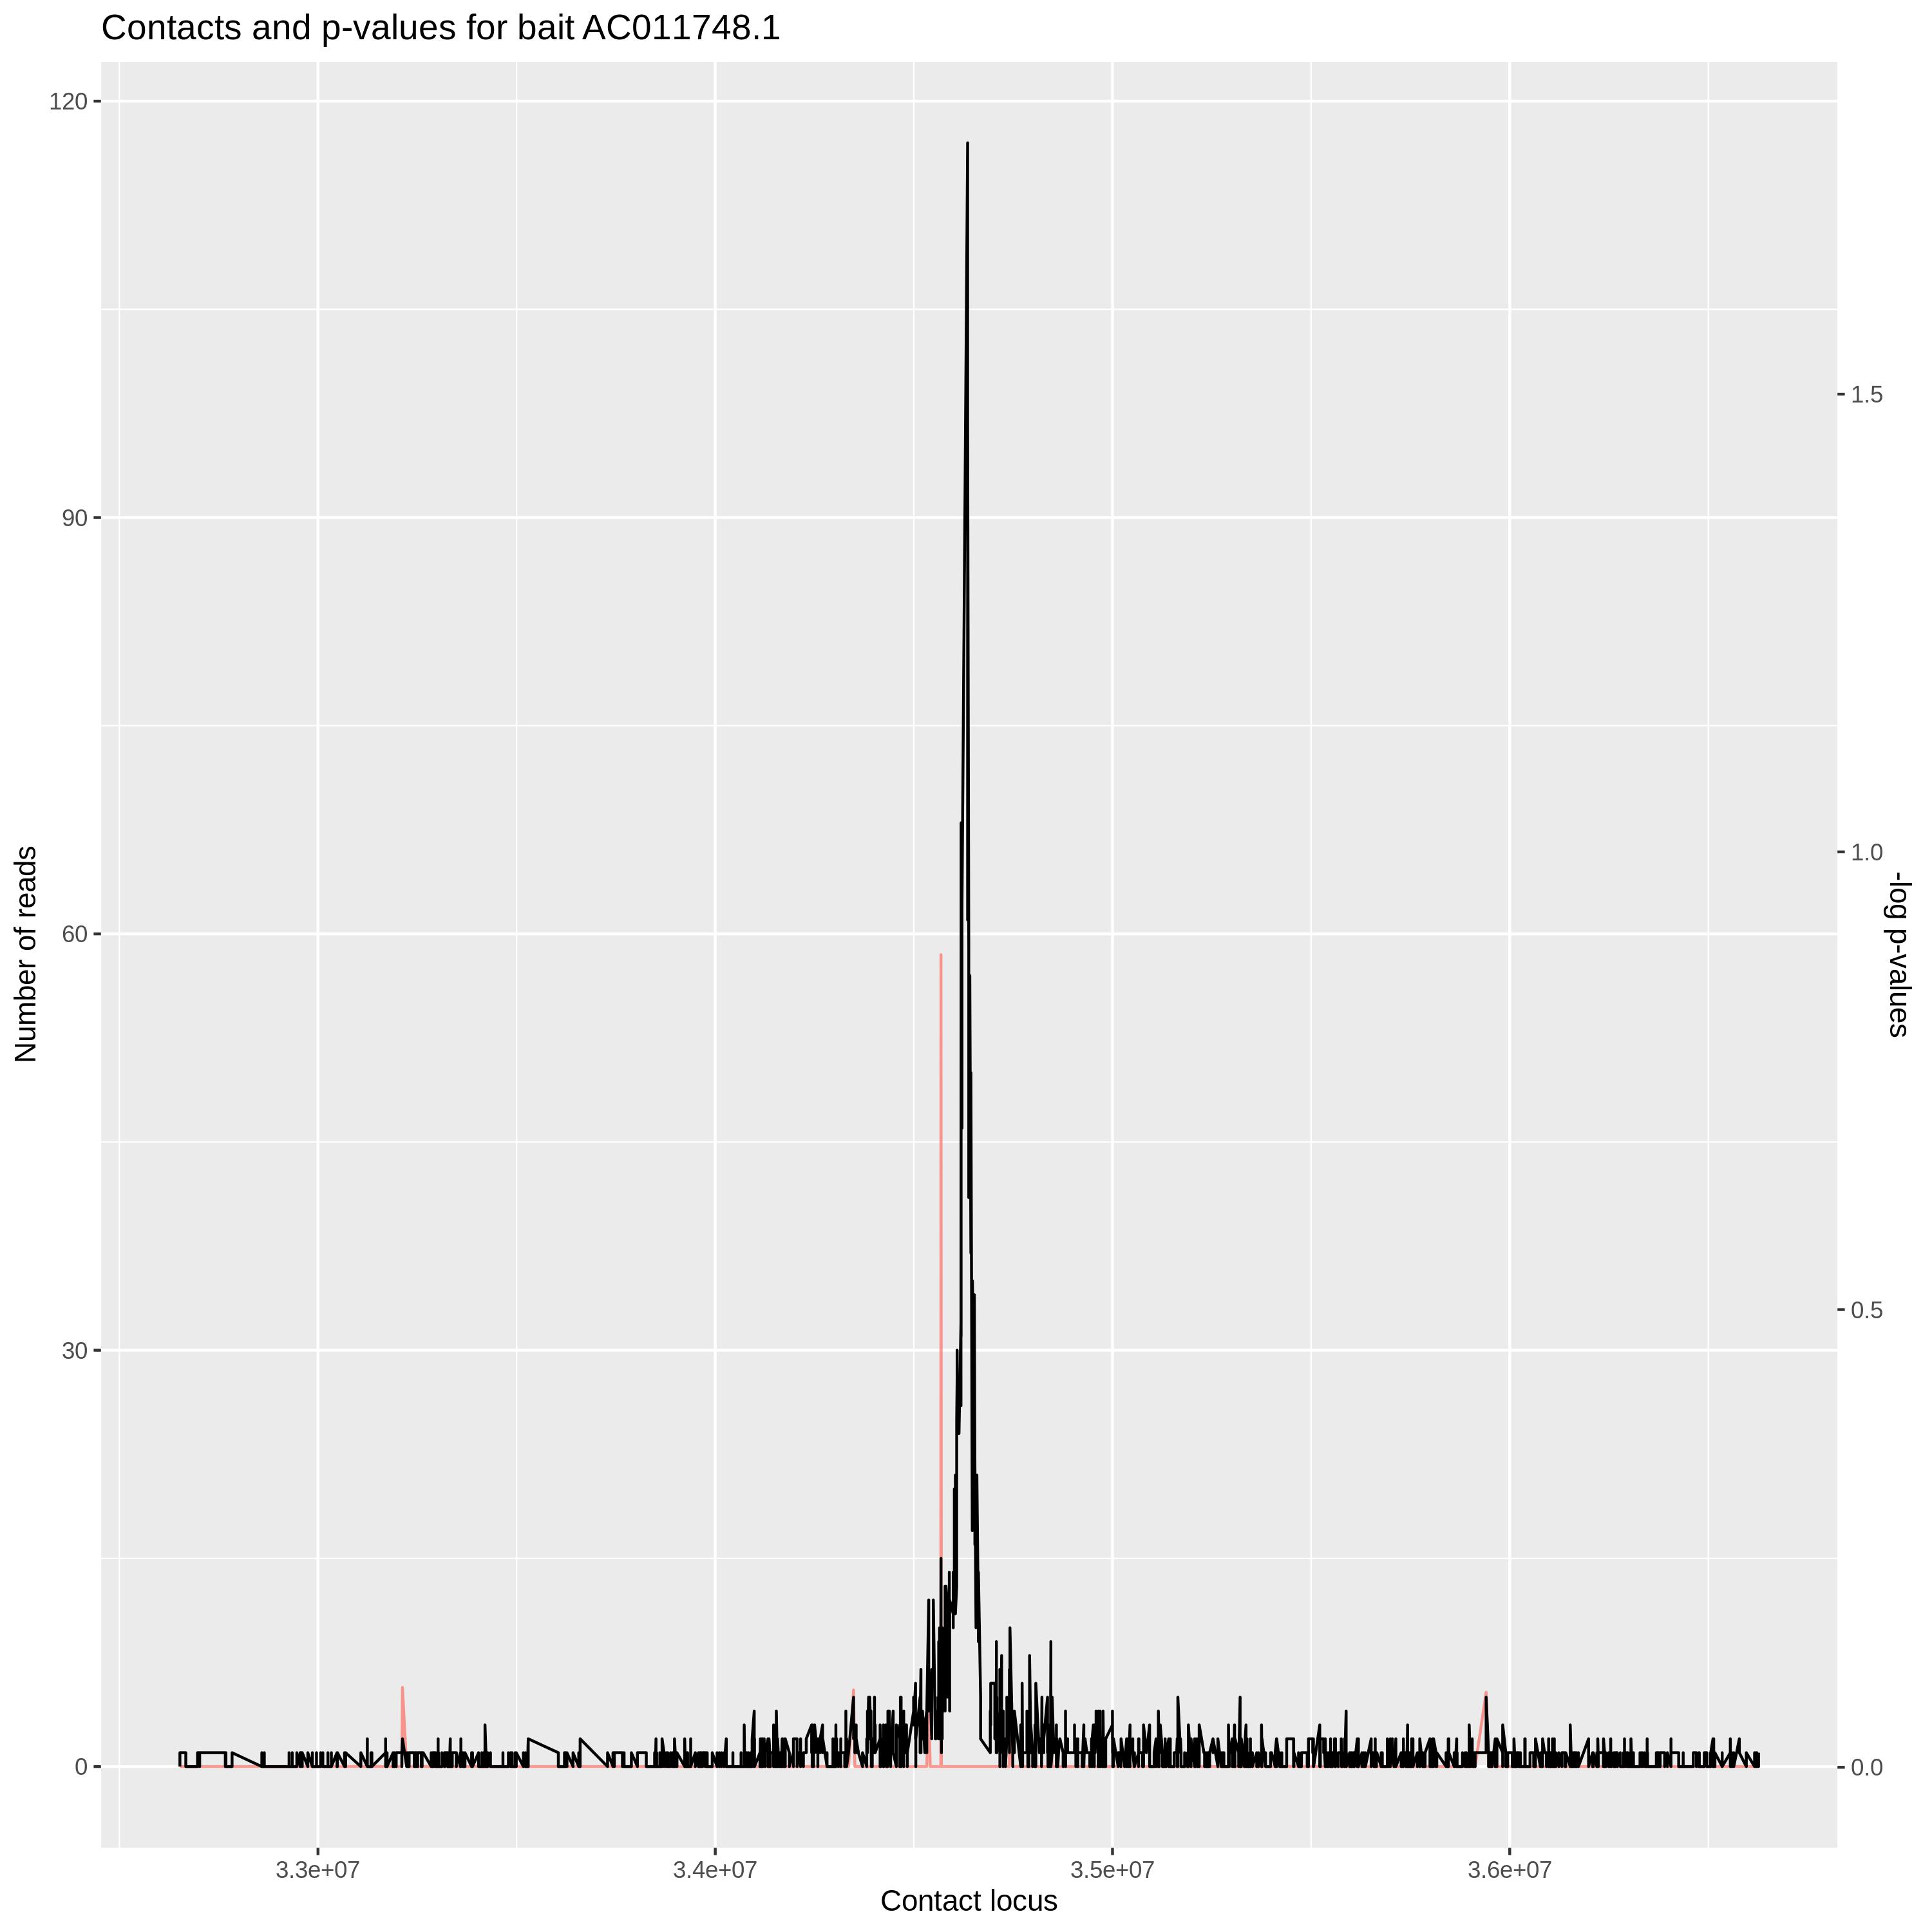 Contacts and p-values for bait AC011748.1
120
90
60
30
0
Number of reads
1.5
1.0
0.5
0.0
-log p-values
3.3e+07
3.4e+07
3.5e+07
3.6e+07
Contact locus